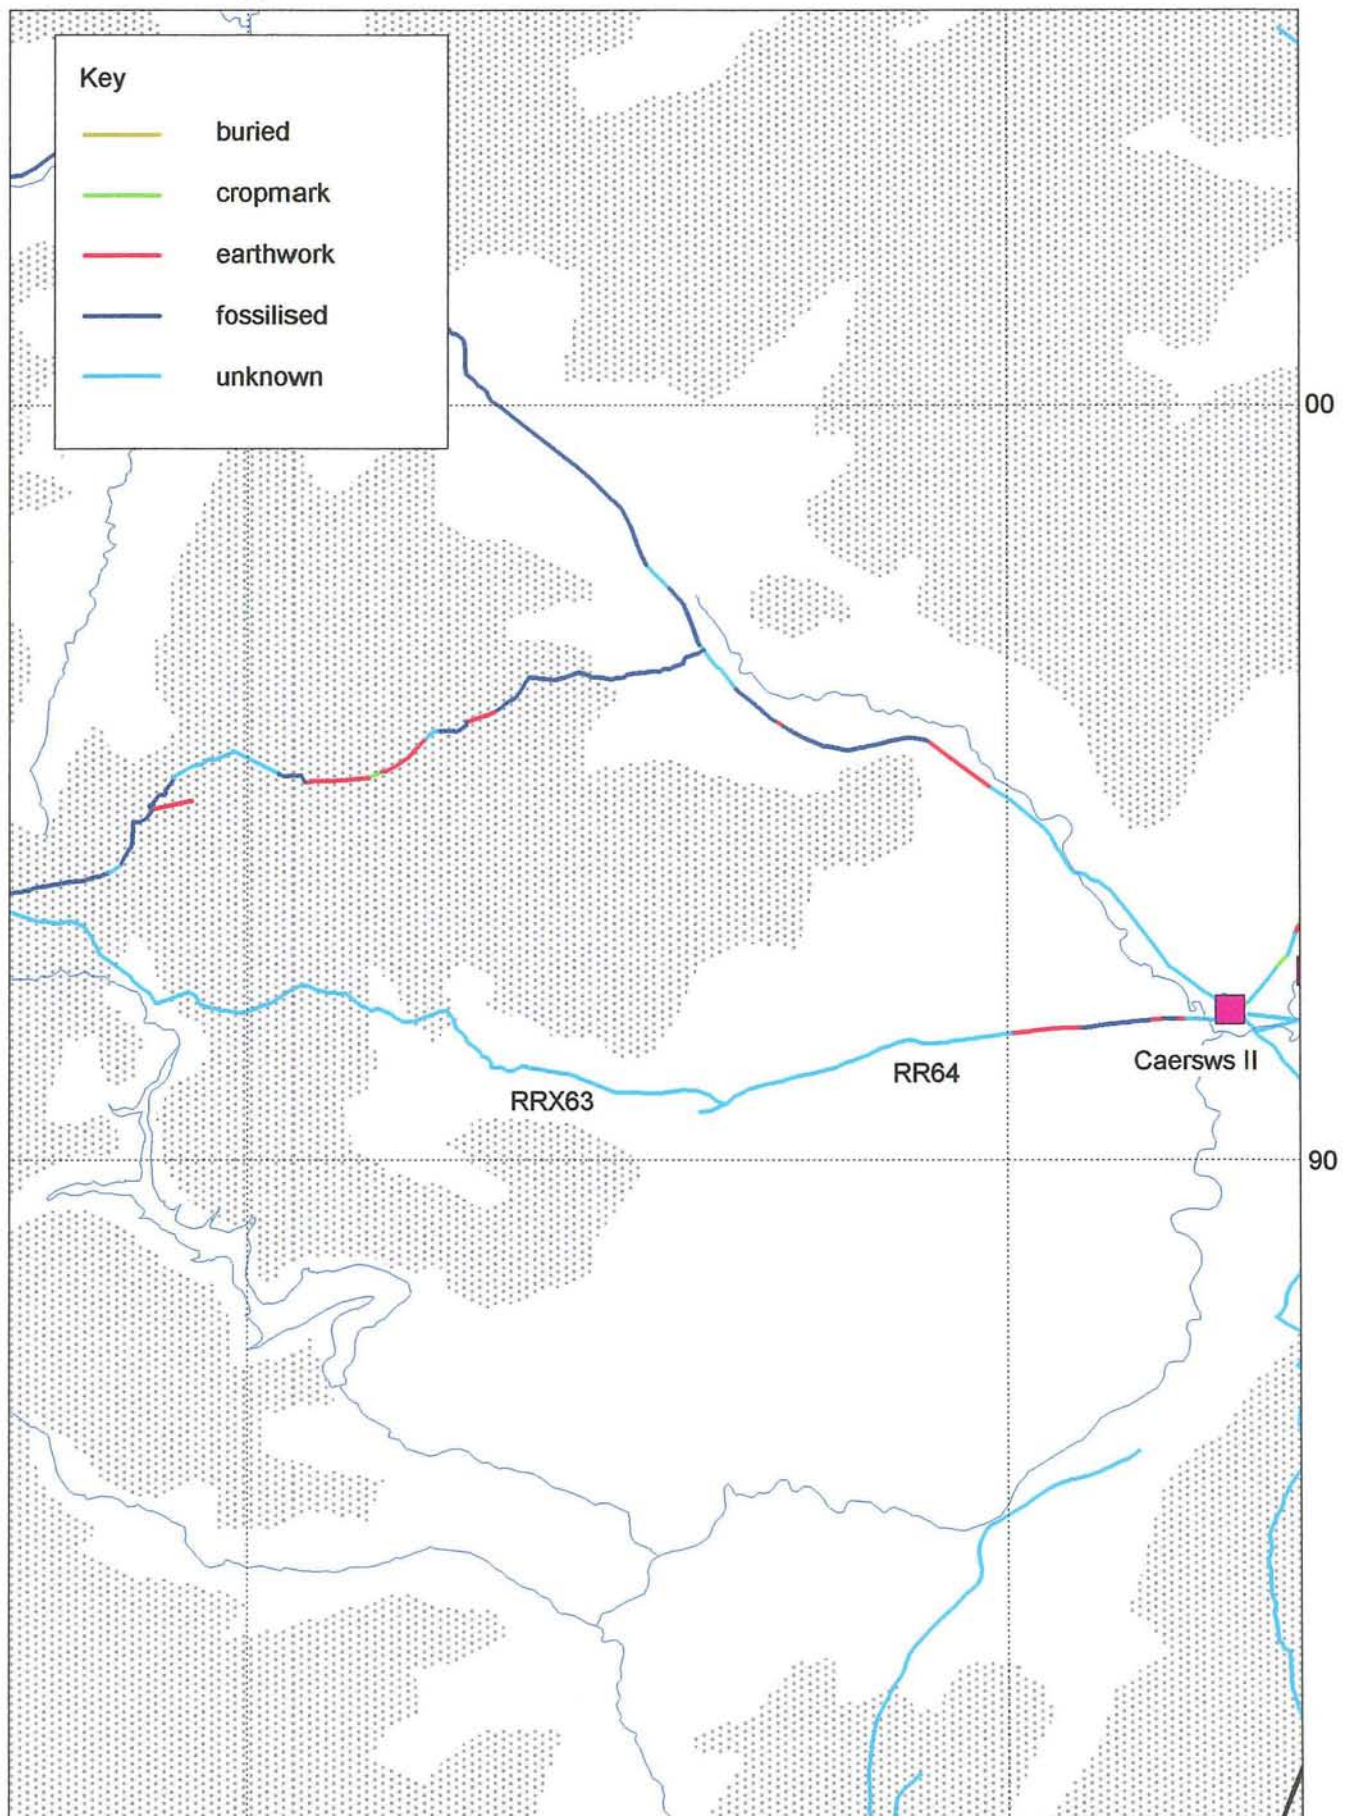 Key
buried
cropmark
earthwork
fossilised
unknown
00
Caersws II
RR64
RRX63
90